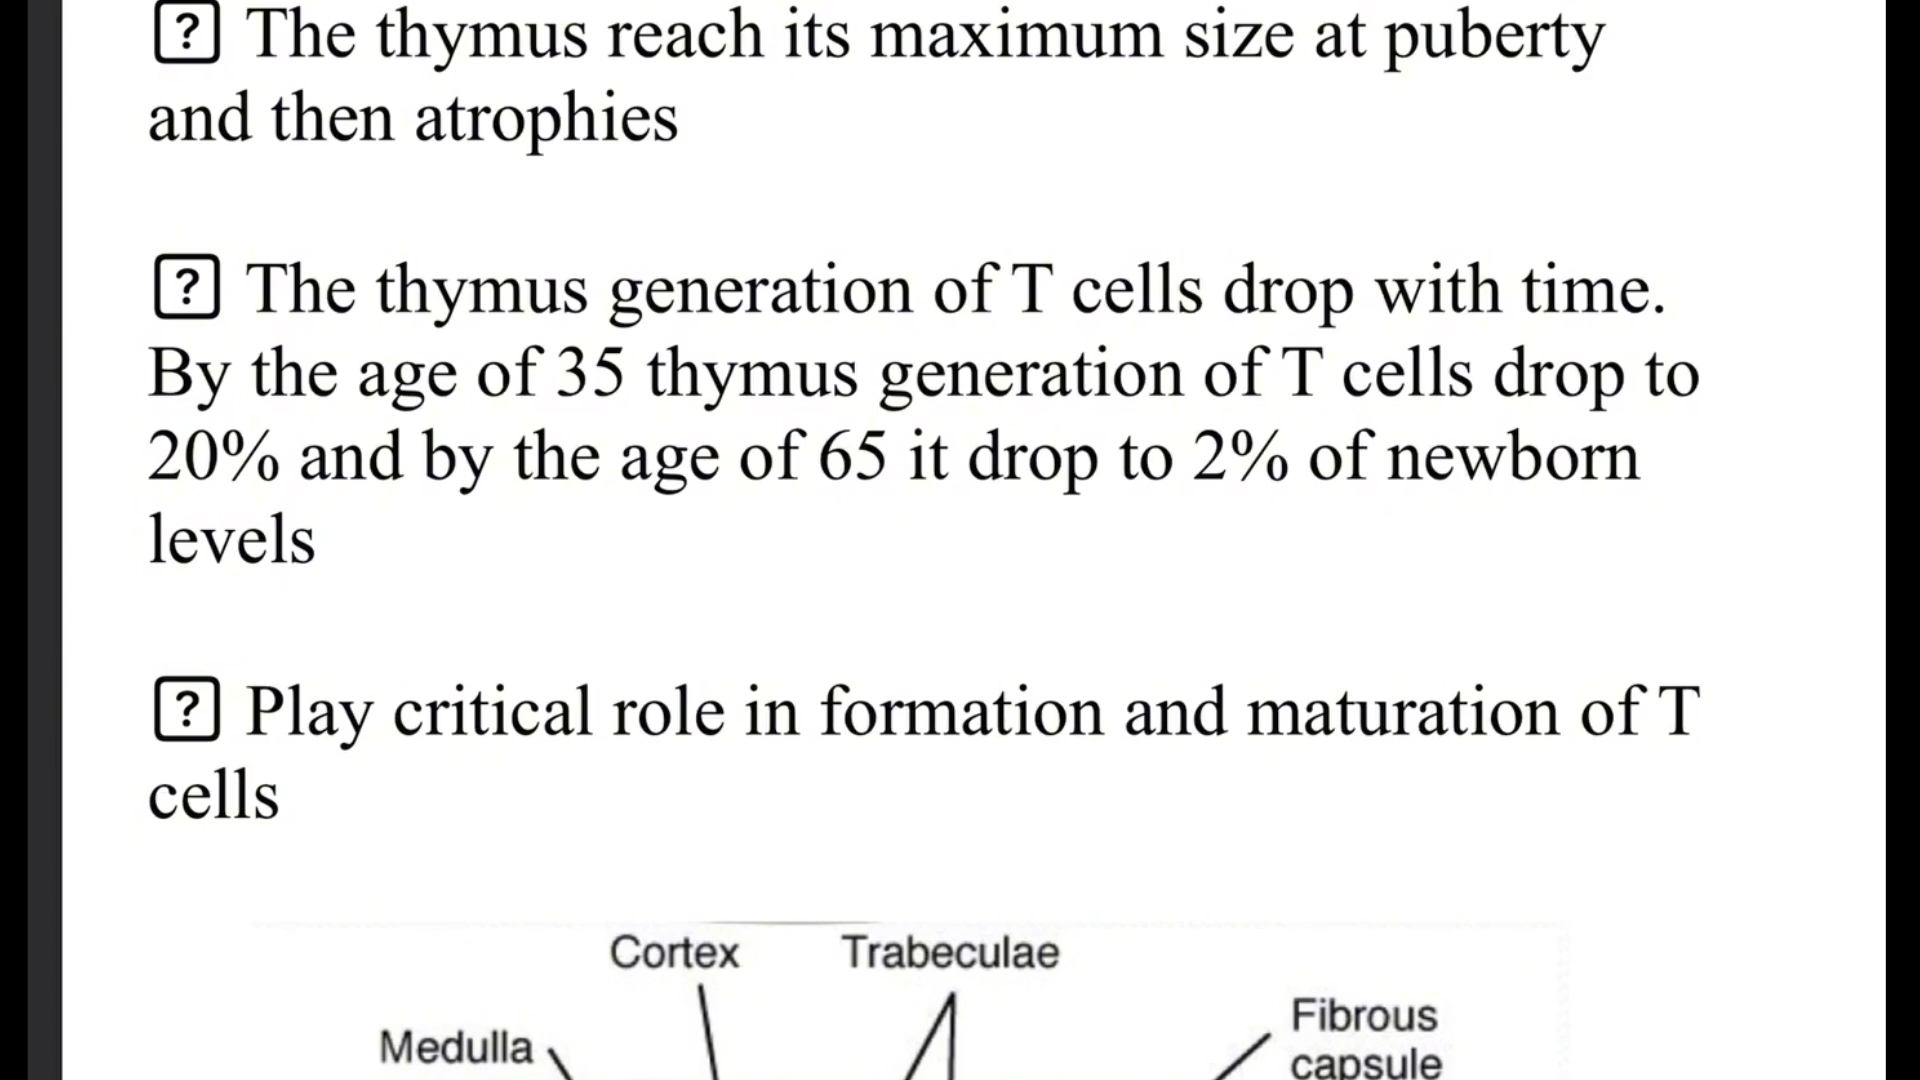 ? The thymus reach its maximum size at puberty
and then atrophies
? The thymus generation of T cells drop with time.
By the age of 35 thymus generation of T cells drop to
20% and by the age of 65 it drop to 2% of newborn
levels
? Play critical role in formation and maturation of T
cells
Cortex
Trabeculae
Medulla
Fibrous
capsule